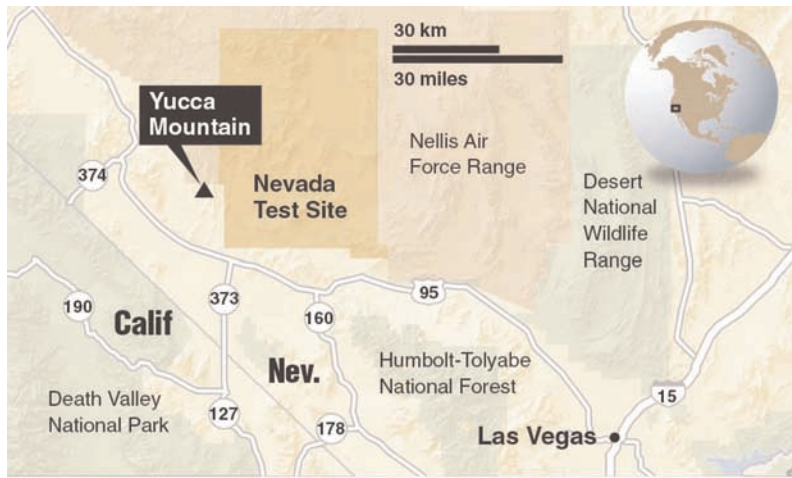 30 km
30 miles
Yucca
Mountain
Nellis Air
Force Range
374
Nevada
Test Site
Desert
National
Wildlife
Range
190
373
95
160
Calif
Nev.
Humbolt-Tolyabe
National Forest
Death Valley
National Park
127
178
15
Las Vegas